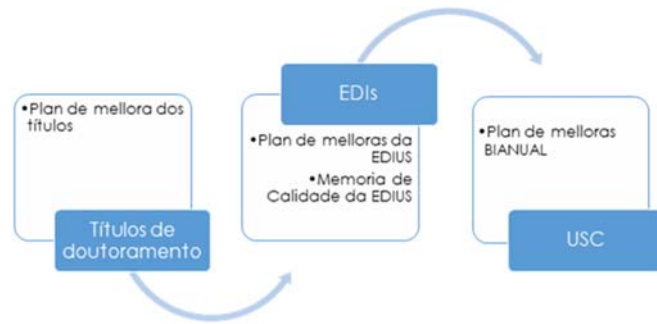 •Plan de mellora dos
títulos
Títulos de
doutoramento
EDIs
•Plan de melloras da
EDIUS
•Memoria de
Calidade da EDIUS
•Plan de melloras
BIANUAL
USC